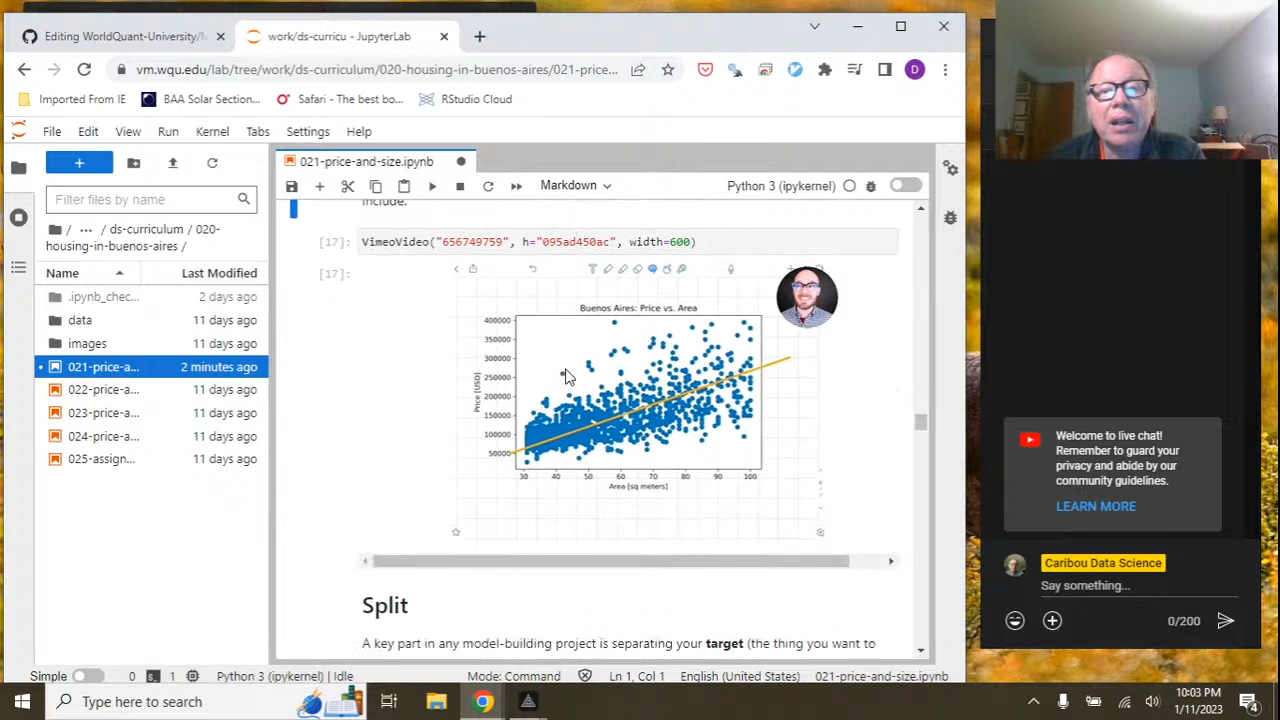 Editing WorldQuant-University/I
work/ds-curricu - JupyterLab
vm.wqu.edu/lab/tree/work/ds-curriculum/020-housing-in-buenos-aires/021-price...
D
Imported From IE
BAA Solar Section...
Safari - The best bo...
RStudio Cloud
File Edit View Run Kernel Tabs Settings Help
021-price-and-size.ipynb
Filter files by name
Markdown
Python 3 (ipykernel)
/ ··· / ds-curriculum / 020-
housing-in-buenos-aires /
Name Last Modified
.ipynb_chec... 2 days ago
data 11 days ago
images 11 days ago
021-price-a... 2 minutes ago
022-price-a... 11 days ago
023-price-a... 11 days ago
024-price-a... 11 days ago
025-assign... 11 days ago
include.
[17]: VimeoVideo("656749759", h="095ad450ac", width=600)
[17]:
Buenos Aires: Price vs. Area
400000
350000
300000
250000
200000
150000
100000
50000
Price [USD]
30 40 50 60 70 80 90 100
Area [sq meters]
Split
A key part in any model-building project is separating your target (the thing you want to
Welcome to live chat!
Remember to guard your
privacy and abide by our
community guidelines.
LEARN MORE
Caribou Data Science
Say something...
0/200
Simple 0 1 Python 3 (ipykernel) | Idle
Mode: Command
Ln 1, Col 1
English (United States)
021-price-and-size.ipynb
Type here to search
10:03 PM
1/11/2023
4